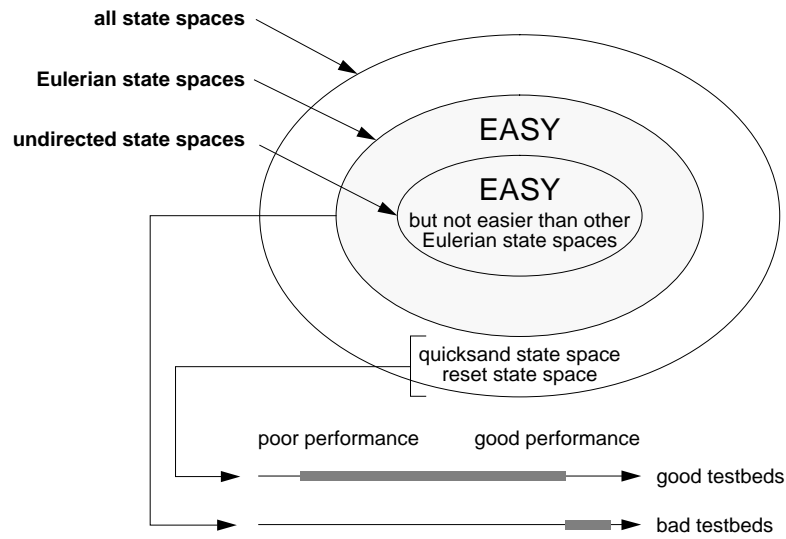 all state spaces
Eulerian state spaces
undirected state spaces
EASY
EASY
but not easier than other
Eulerian state spaces
quicksand state space
reset state space
poor performance
good performance
good testbeds
bad testbeds